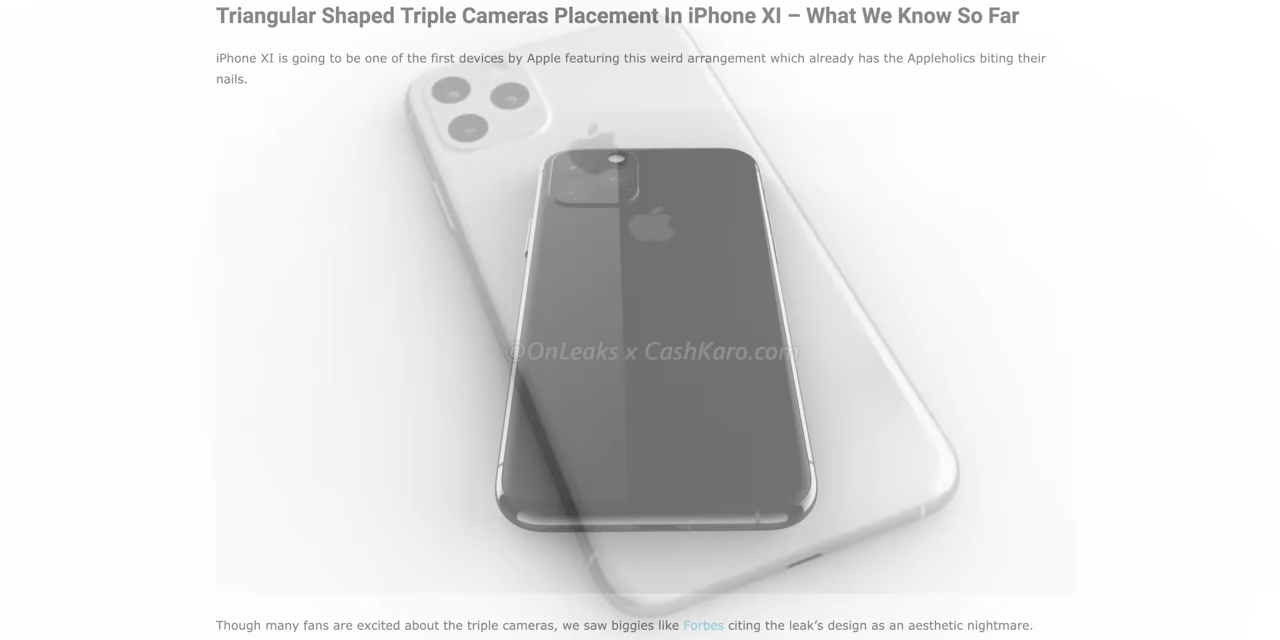 Triangular Shaped Triple Cameras Placement In iPhone XI – What We Know So Far
iPhone XI is going to be one of the first devices by Apple featuring this weird arrangement which already has the Appleholics biting their
nails.
@OnLeaks x CashKaro.com
Though many fans are excited about the triple cameras, we saw biggies like Forbes citing the leak’s design as an aesthetic nightmare.